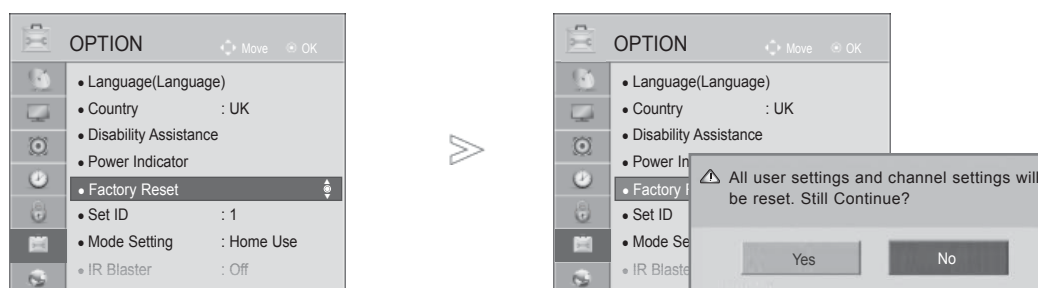 OPTION
Move OK
• Language(Language)
• Country : UK
• Disability Assistance
• Power Indicator
• Factory Reset
• Set ID : 1
• Mode Setting : Home Use
• IR Blaster : Off
OPTION
Move OK
• Language(Language)
• Country : UK
• Disability Assistance
• Power In
• Factory R
• Set ID
• Mode Se
• IR Blaste
All user settings and channel settings will
be reset. Still Continue?
Yes No